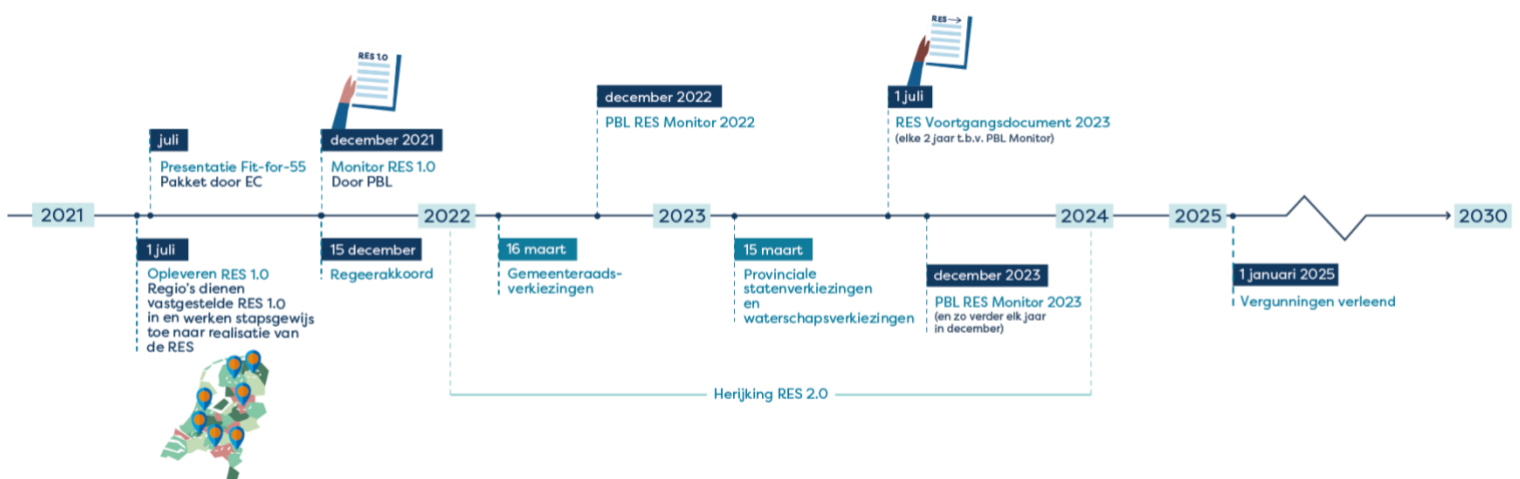 RES →
RES 1.0
december 2022
PBL RES Monitor 2022
1 juli
RES Voortgangsdocument 2023
(elke 2 jaar t.b.v. PBL Monitor)
juli
Presentatie Fit-for-55
Pakket door EC
december 2021
Monitor RES 1.0
Door PBL
2021
2022
2023
2024
2025
2030
1 juli
Opleveren RES 1.0
Regio's dienen
vastgestelde RES 1.0
in en werken stapsgewijs
toe naar realisatie van
de RES
15 december
Regeerakkoord
16 maart
Gemeenteraads-
verkiezingen
15 maart
Provinciale
statenverkiezingen
en
waterschapsverkiezingen
december 2023
PBL RES Monitor 2023
(en zo verder elk jaar
in december)
1 januari 2025
Vergunningen verleend
Herijking RES 2.0